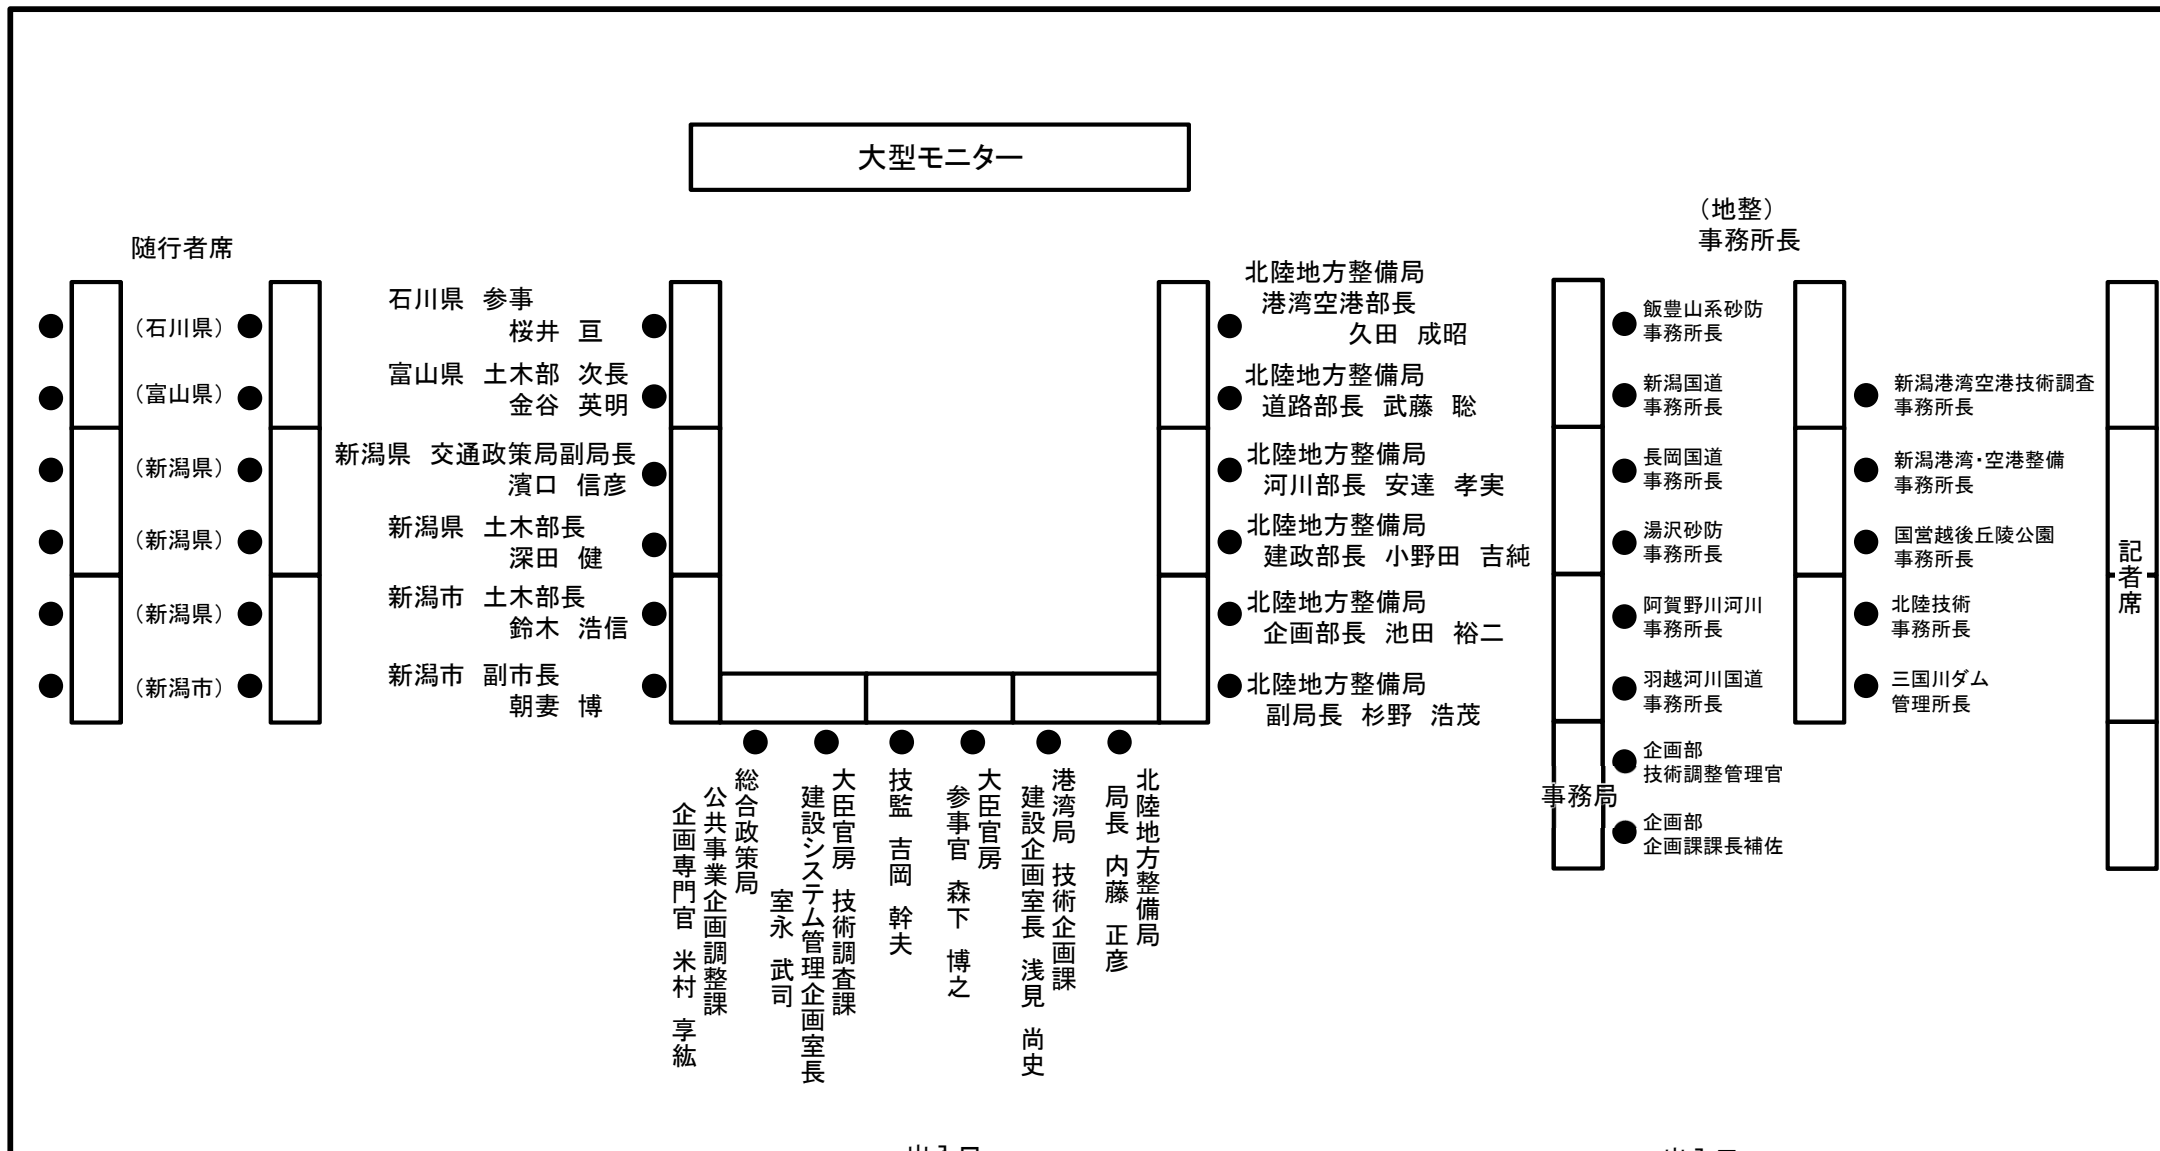 大型モニター
随行者席
（石川県）
（富山県）
（新潟県）
（新潟県）
（新潟県）
（新潟市）
石川県 参事
桜井 亘
富山県 土木部 次長
金谷 英明
新潟県 交通政策局副局長
濱口 信彦
新潟県 土木部長
深田 健
新潟市 土木部長
鈴木 浩信
新潟市 副市長
朝妻 博
総合政策局
公共事業企画調整課
企画専門官 米村 享紘
大臣官房 技術調査課
建設システム管理企画室長
室永 武司
技監 吉岡 幹夫
大臣官房
参事官 森下 博之
港湾局 技術企画課
建設企画室長 浅見 尚史
北陸地方整備局
局長 内藤 正彦
北陸地方整備局
港湾空港部長
久田 成昭
北陸地方整備局
道路部長 武藤 聡
北陸地方整備局
河川部長 安達 孝実
北陸地方整備局
建政部長 小野田 吉純
北陸地方整備局
企画部長 池田 裕二
北陸地方整備局
副局長 杉野 浩茂
（地整）
事務所長
飯豊山系砂防
事務所長
新潟国道
事務所長
長岡国道
事務所長
湯沢砂防
事務所長
阿賀野川河川
事務所長
羽越河川国道
事務所長
事務局
企画部
技術調整管理官
企画部
企画課課長補佐
新潟港湾空港技術調査
事務所長
新潟港湾・空港整備
事務所長
国営越後丘陵公園
事務所長
北陸技術
事務所長
三国川ダム
管理所長
記者席